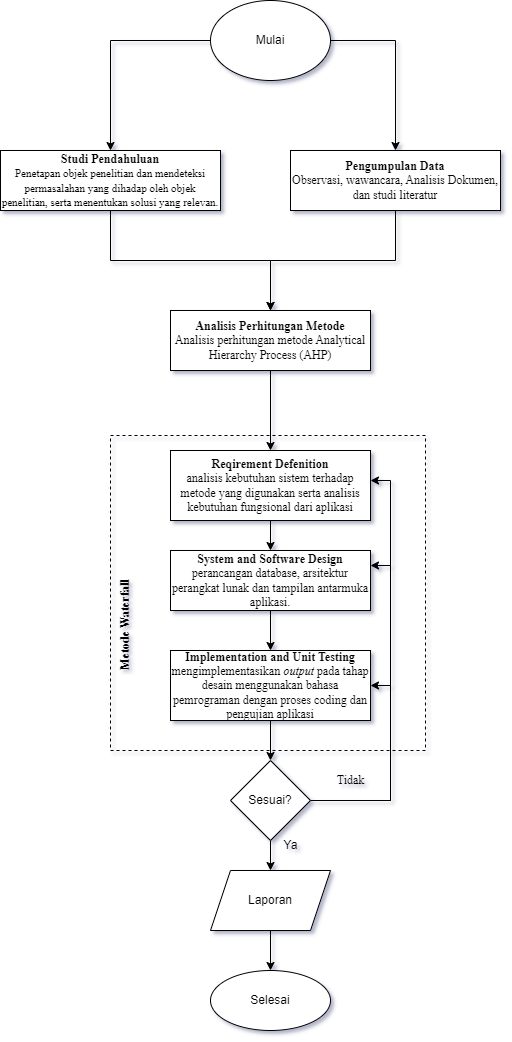 Mulai
Studi Pendahuluan
Penetapan objek penelitian dan mendeteksi
permasalahan yang dihadap oleh objek
penelitian, serta menentukan solusi yang relevan.
Pengumpulan Data
Observasi, wawancara, Analisis Dokumen,
dan studi literatur
Analisis Perhitungan Metode
Analisis perhitungan metode Analytical
Hierarchy Process (AHP)
Metode Waterfall
Reqirement Defenition
analisis kebutuhan sistem terhadap
metode yang digunakan serta analisis
kebutuhan fungsional dari aplikasi
System and Software Design
perancangan database, arsitektur
perangkat lunak dan tampilan antarmuka
aplikasi.
Implementation and Unit Testing
mengimplementasikan output pada tahap
desain menggunakan bahasa
pemrograman dengan proses coding dan
pengujian aplikasi
Sesuai?
Tidak
Ya
Laporan
Selesai